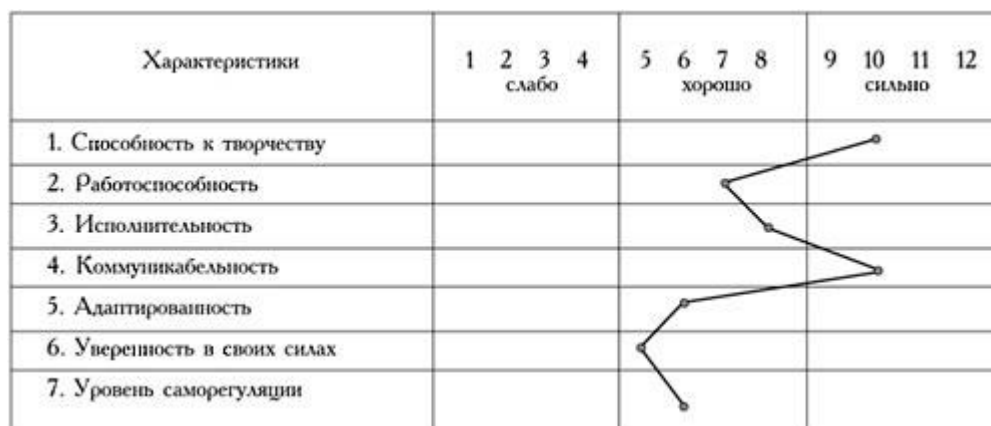 Характеристики
1 2 3 4
слабо
5 6 7 8
хорошо
9 10 11 12
сильно
1. Способность к творчеству
2. Работоспособность
3. Исполнительность
4. Коммуникабельность
5. Адаптированность
6. Уверенность в своих силах
7. Уровень саморегуляции